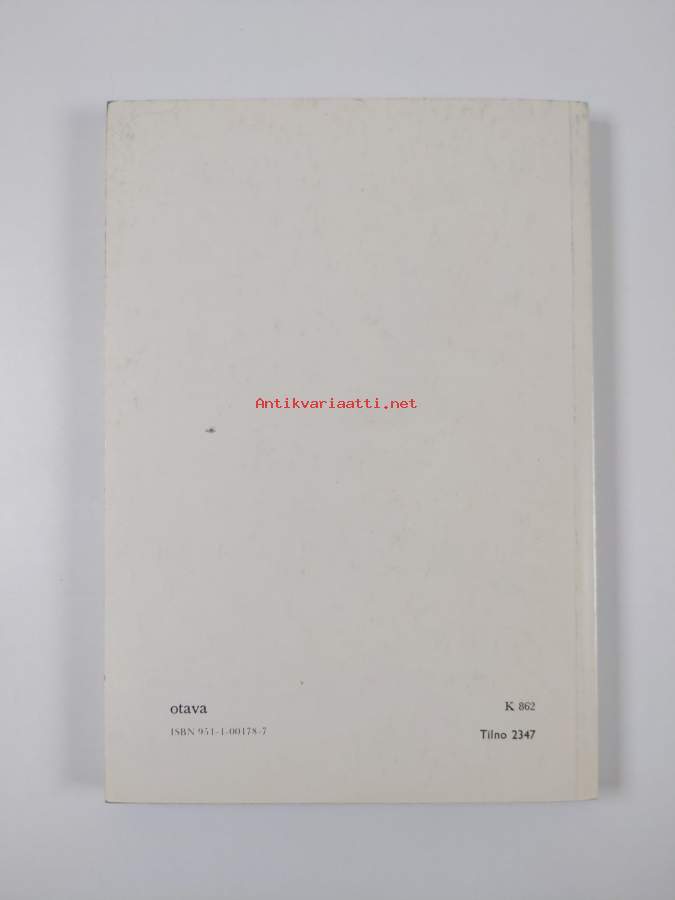 Antikvariaatti.net
otava
K 862
ISBN 951-1-00178-7
Tilno 2347